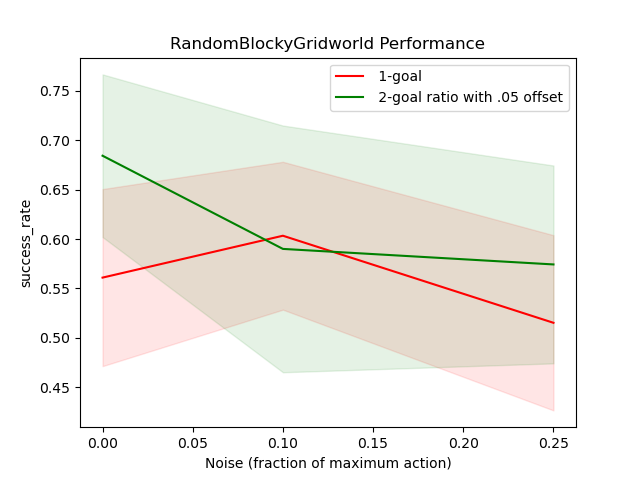 RandomBlockyGridworld Performance
1-goal
2-goal ratio with .05 offset
success_rate
0.75
0.70
0.65
0.60
0.55
0.50
0.45
0.00 0.05 0.10 0.15 0.20 0.25
Noise (fraction of maximum action)